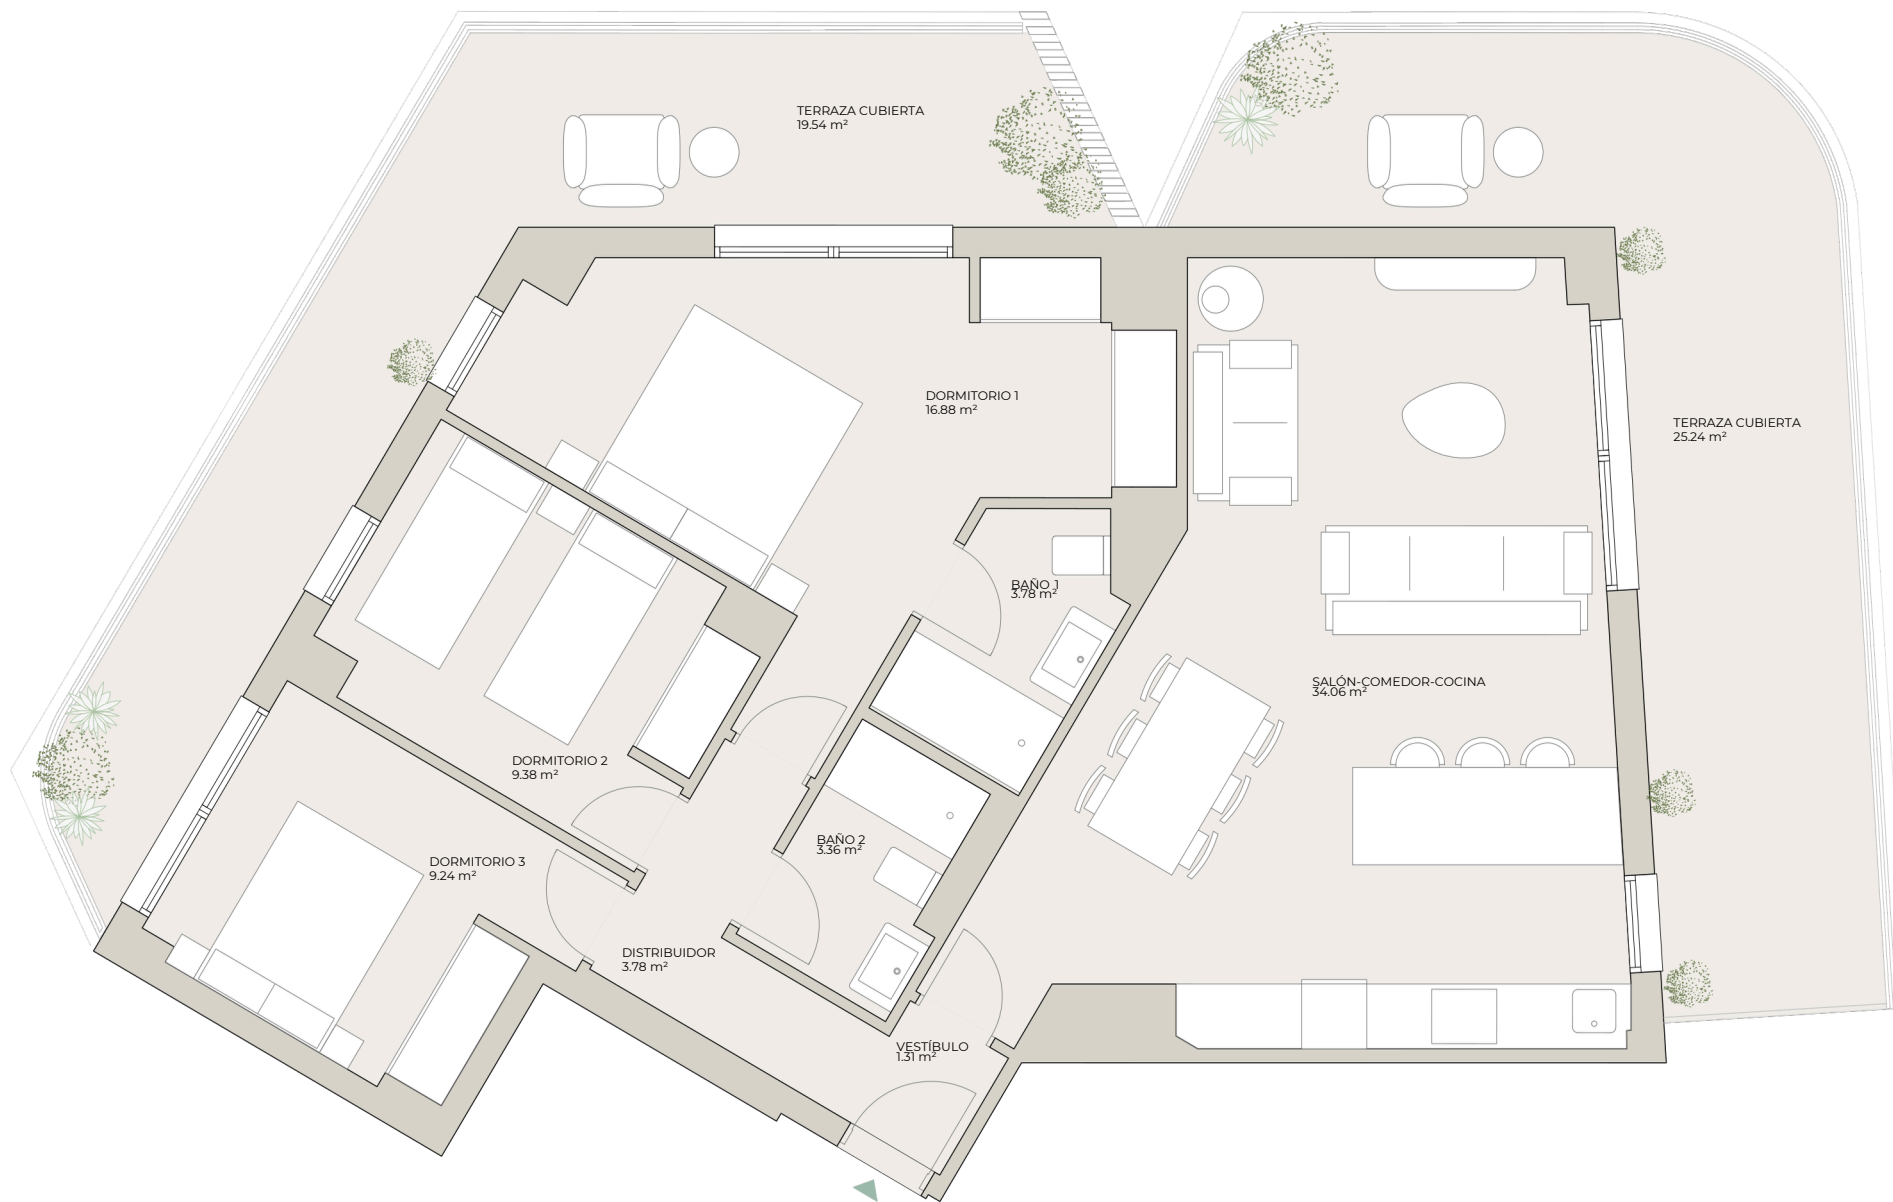 TERRAZA CUBIERTA
19.54 m²
DORMITORIO 1
16.88 m²
TERRAZA CUBIERTA
25.24 m²
BAÑO 1
3.78 m²
SALÓN-COMEDOR-COCINA
34.06 m²
DORMITORIO 2
9.38 m²
BAÑO 2
3.36 m²
DORMITORIO 3
9.24 m²
DISTRIBUIDOR
3.78 m²
VESTÍBULO
1.31 m²